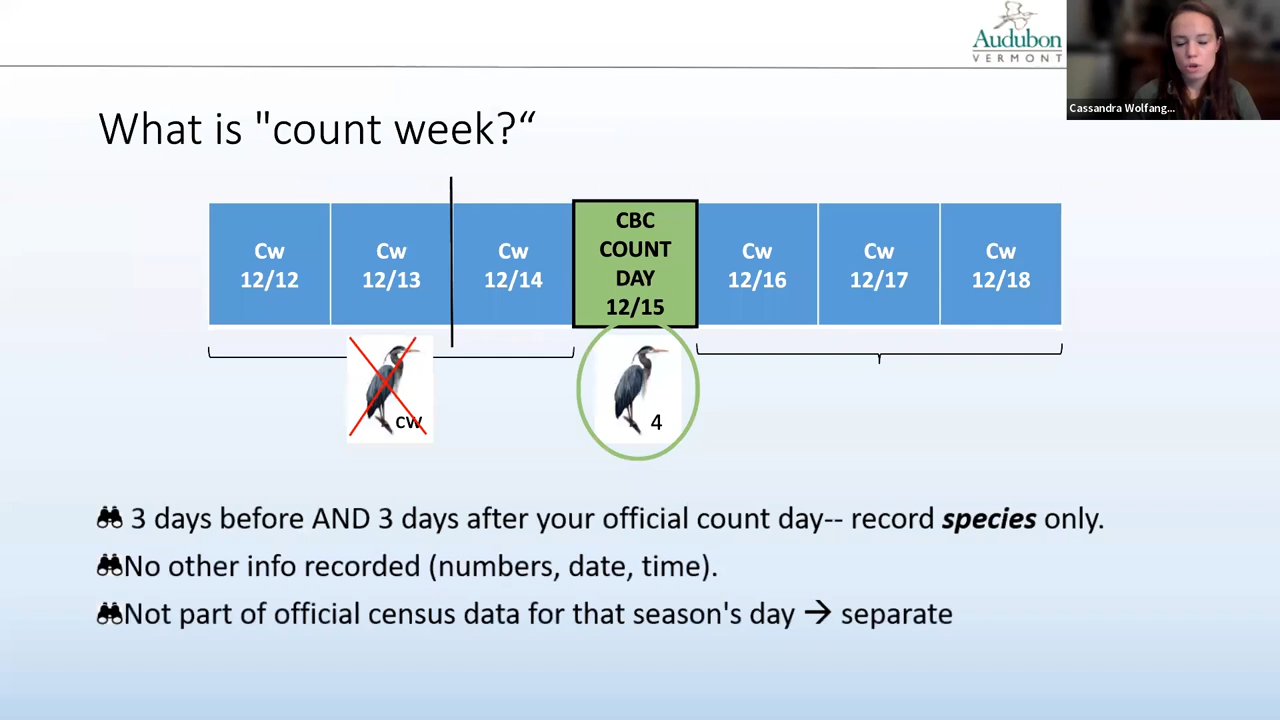 Audubon
VERMONT
Cassandra Wolfang...
What is "count week?“
Cw
12/12
Cw
12/13
Cw
12/14
CBC
COUNT
DAY
12/15
Cw
12/16
Cw
12/17
Cw
12/18
cw
4
3 days before AND 3 days after your official count day-- record species only.
No other info recorded (numbers, date, time).
Not part of official census data for that season's day → separate